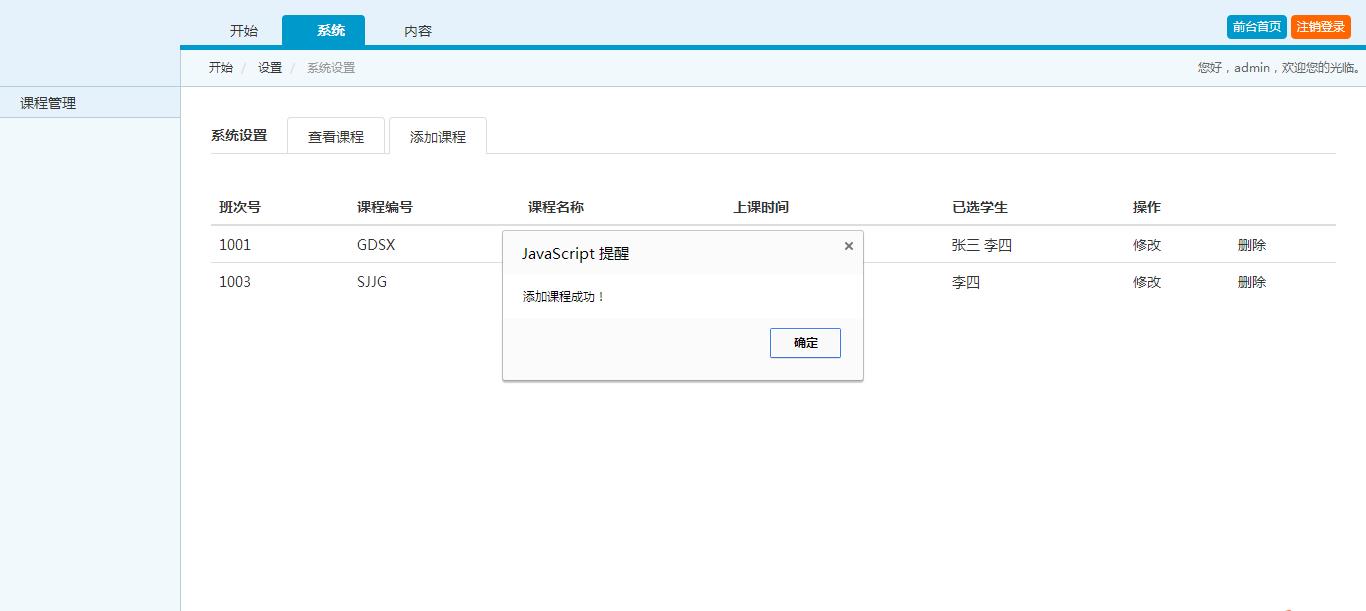 开始 系统 内容 前台首页 注销登录
开始 / 设置 / 系统设置 您好，admin，欢迎您的光临。
课程管理
系统设置 查看课程 添加课程
班次号 课程编号 课程名称 上课时间 已选学生 操作
1001 GDSX 张三 李四 修改 删除
1003 SJJG 李四 修改 删除
JavaScript 提醒 ×
添加课程成功！
确定